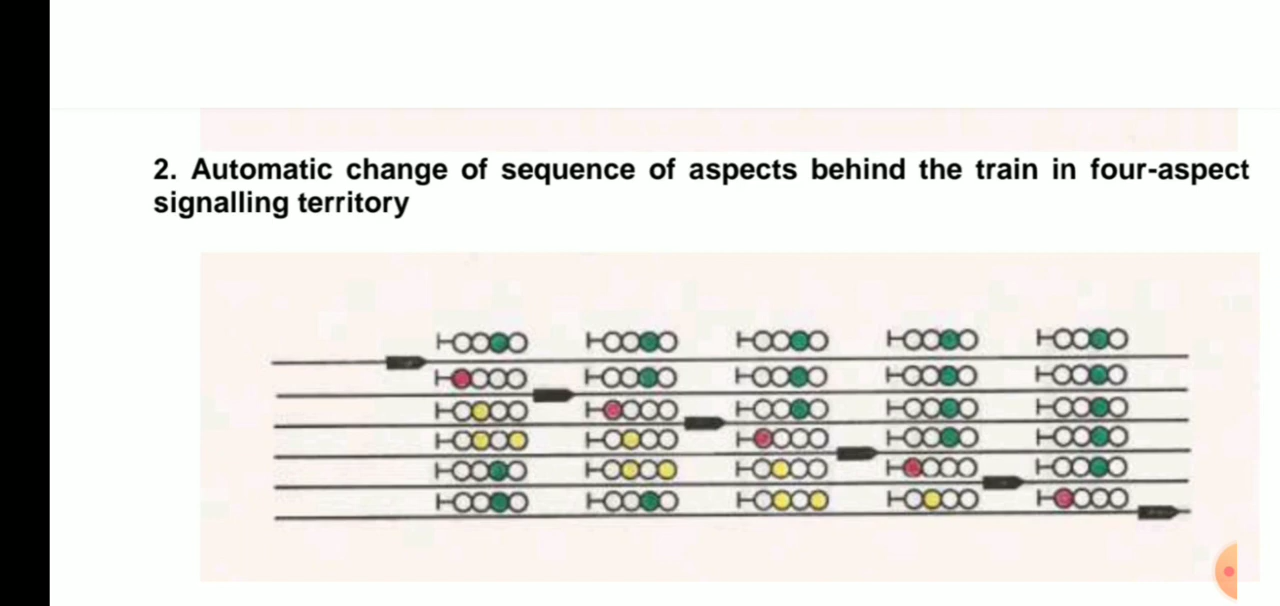 2. Automatic change of sequence of aspects behind the train in four-aspect
signalling territory